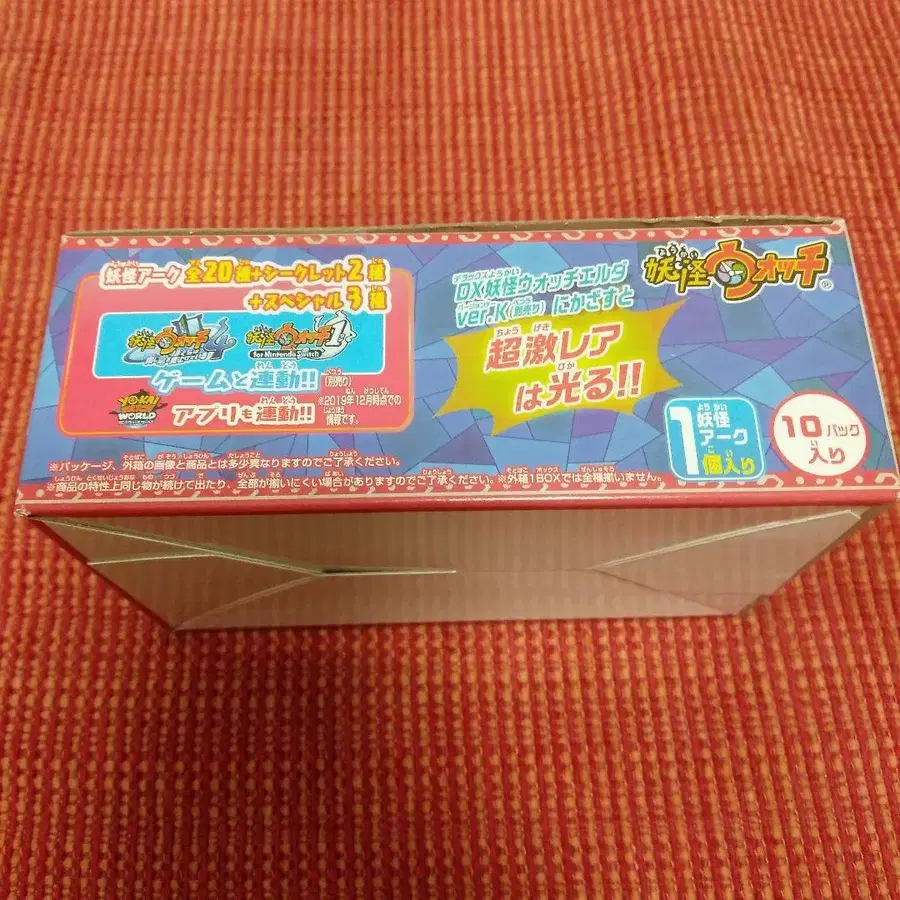 妖怪アーク 全20種+シークレット2種
+スペシャル3種
妖怪ウォッチ4
妖怪ウォッチ1
for Nintendo Switch
ゲームと連動!!
(別売り)
YO-KAI
WATCH
WORLD
アプリも連動!!
※2019年12月時点での
情報です。
DX妖怪ウォッチエルダ
ver.K(別売り)にかざすと
超激レア
は光る!!
妖怪ウォッチ®
1
妖怪
アーク
個入り
10パック
入り
※パッケージ、外箱の画像と商品とは多少異なりますのでご了承ください。
※商品の特性上同じ物が続けて出たり、全部が揃いにくい場合がありますのでご了承ください。※外箱1BOXでは全種揃いません。